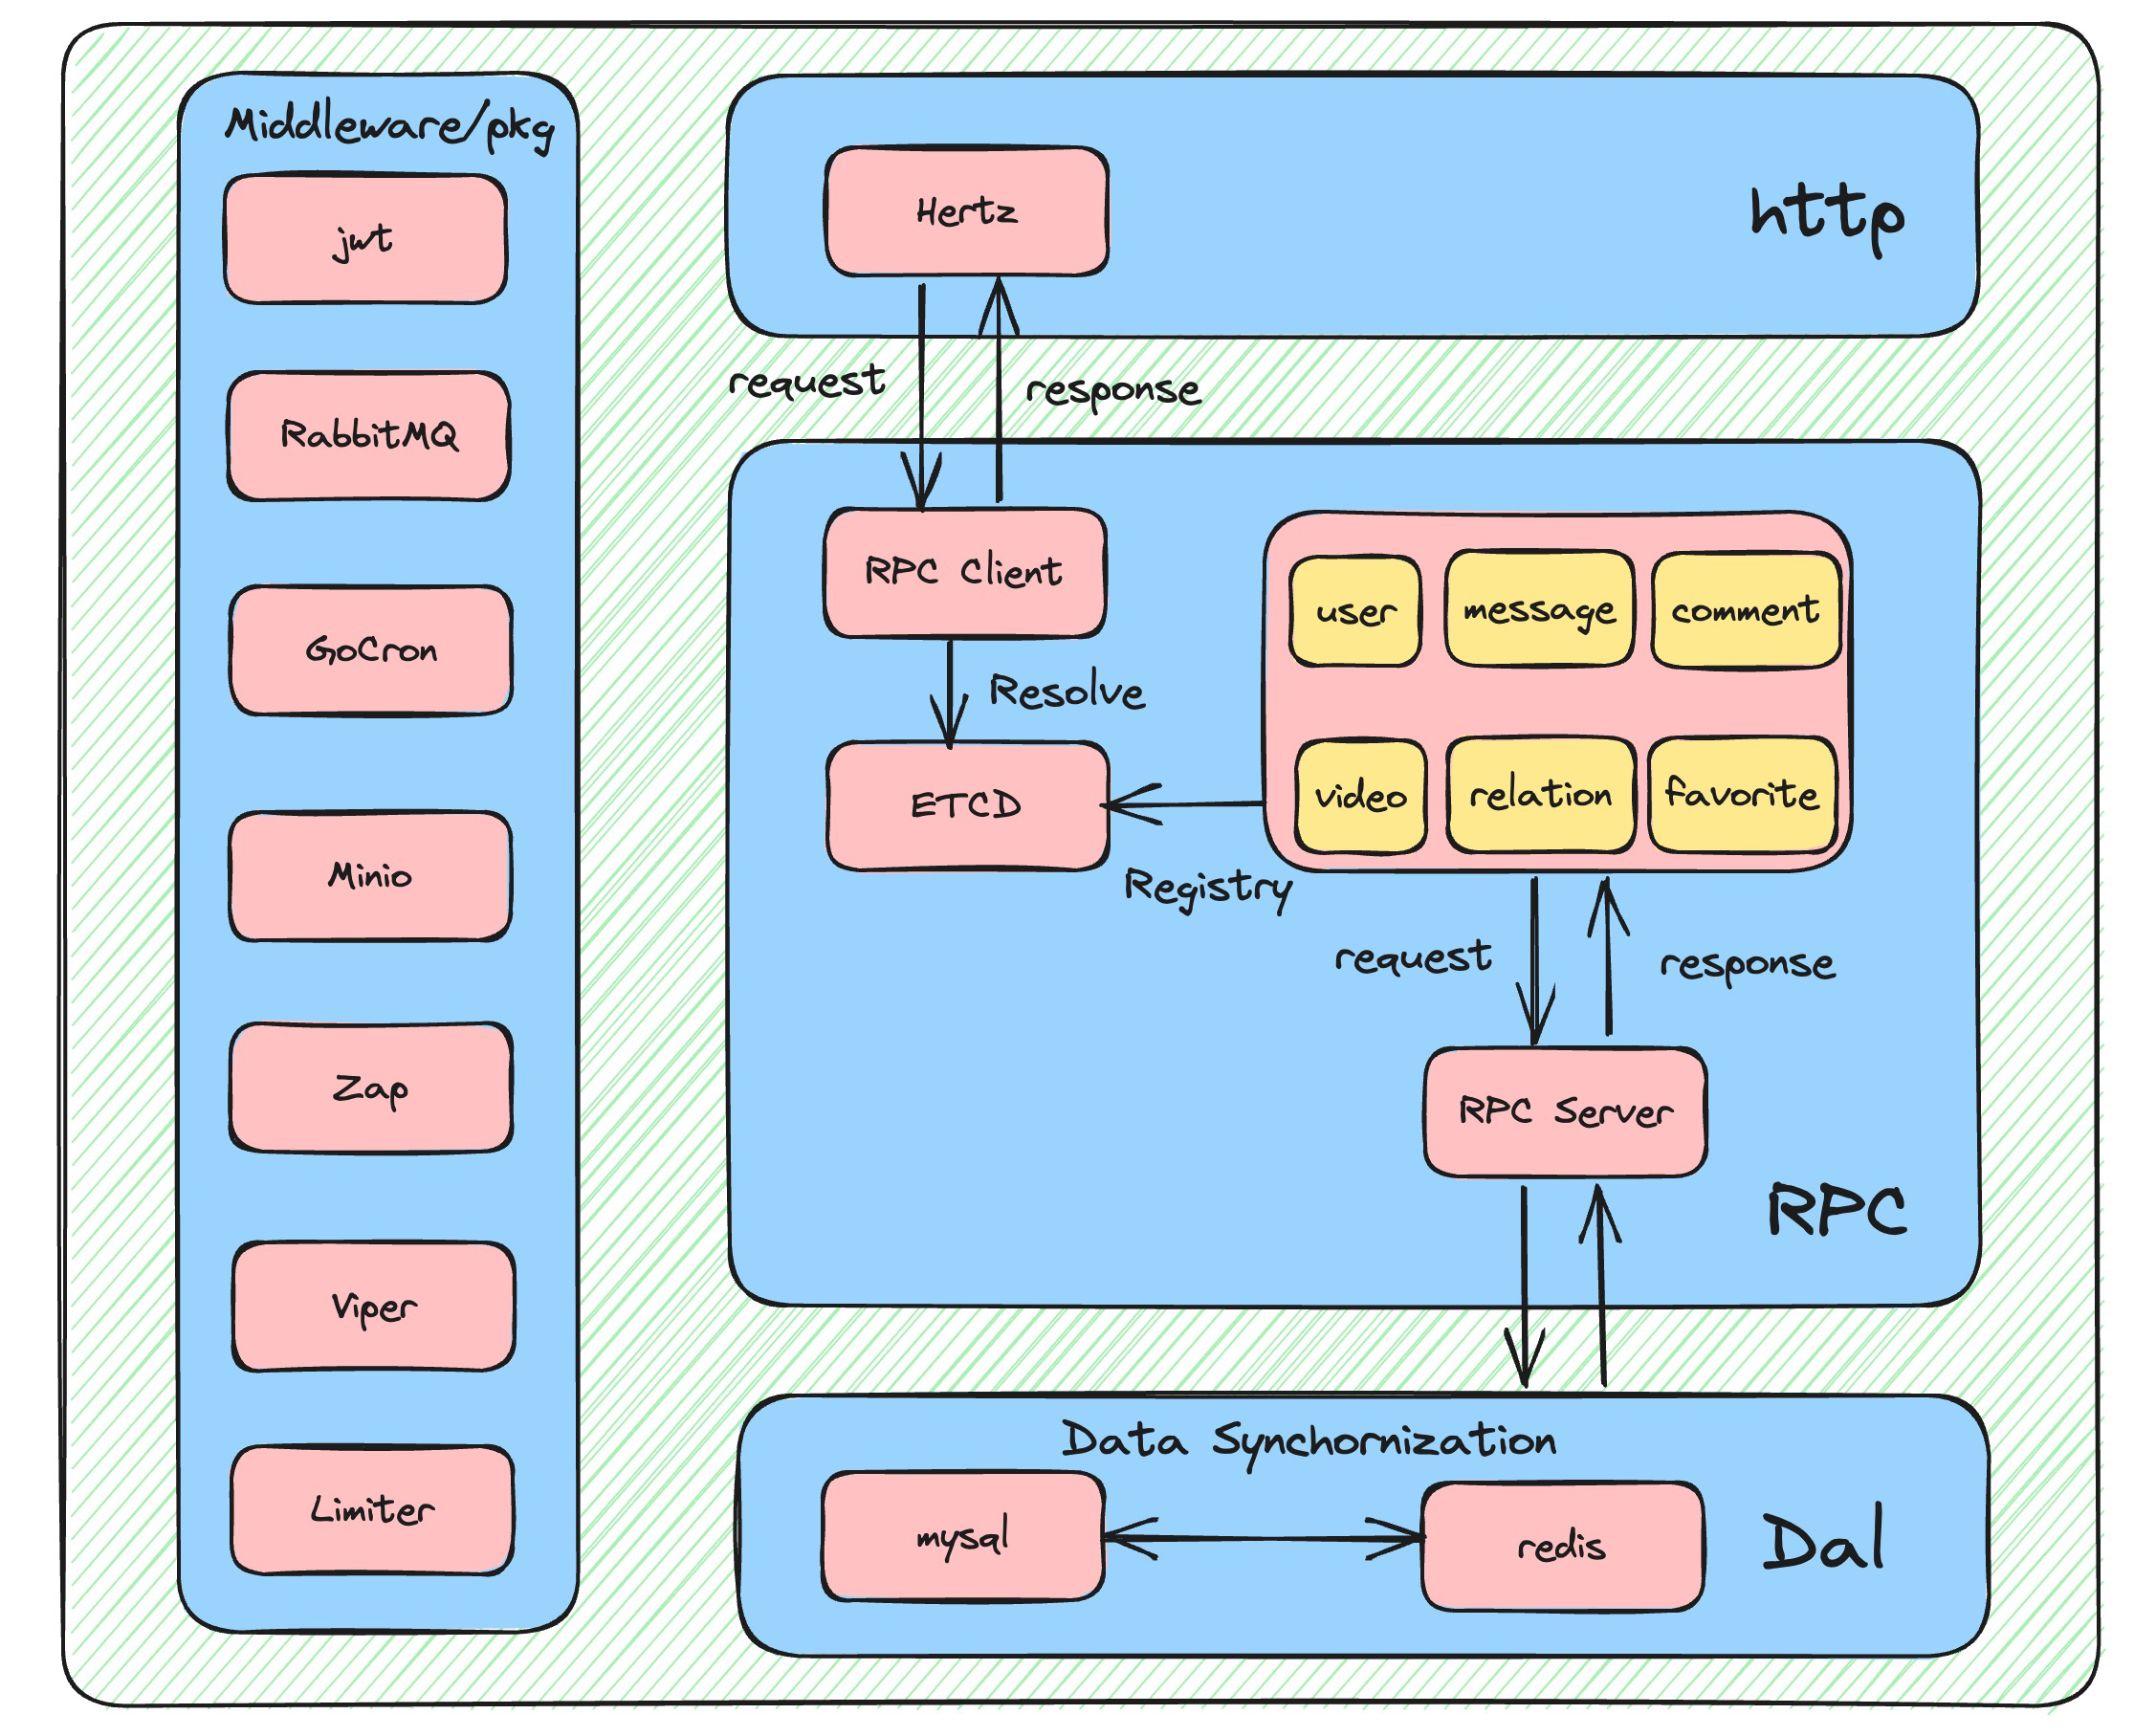 Middleware/pkg
jwt
RabbitMQ
GoCron
Minio
Zap
Viper
Limiter
Hertz
http
request
response
RPC Client
Resolve
ETCD
Registry
user
message
comment
video
relation
favorite
request
response
RPC Server
RPC
Data Synchornization
mysql
redis
Dal